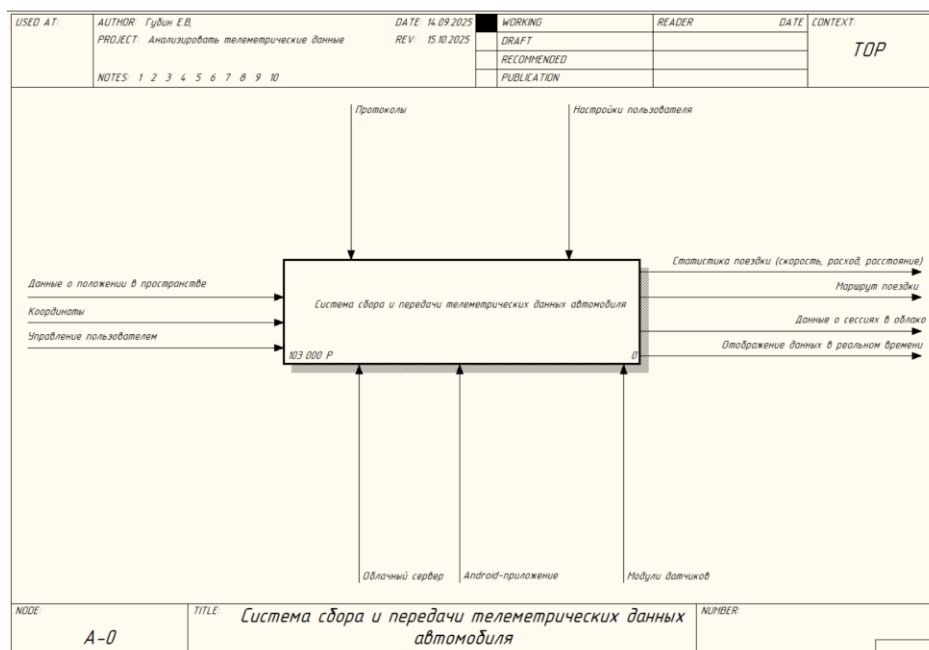 USED AT:
AUTHOR: Губин Е.В,
DATE: 14.09.2025
WORKING
READER
DATE
CONTEXT:
PROJECT: Анализировать телеметрические данные
REV: 15.10.2025
DRAFT
TOP
RECOMMENDED
NOTES: 1 2 3 4 5 6 7 8 9 10
PUBLICATION
Протоколы
Настройки пользователя
Статистика поездки (скорость, расход, расстояние)
Данные о положении в пространстве
Маршрут поездки
Система сбора и передачи телеметрических данных автомобиля
Координаты
Данные о сессиях в облако
Управление пользователем
Отображение данных в реальном времени
103 000 Р
0
Облачный сервер
Android-приложение
Модули датчиков
NODE:
TITLE:
NUMBER:
A-0
Система сбора и передачи телеметрических данных
автомобиля